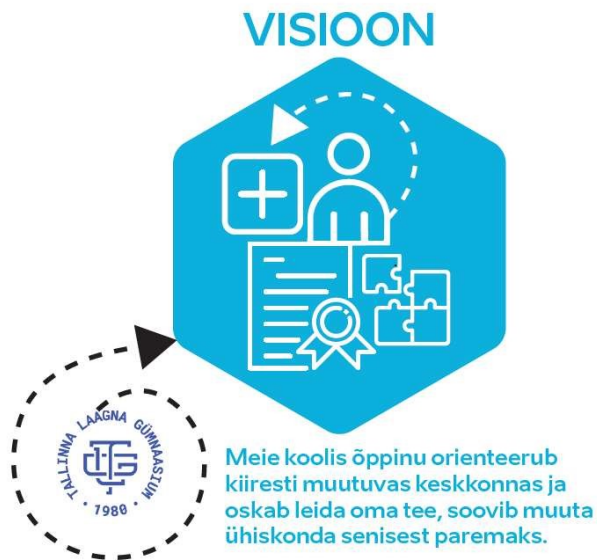 VISIOON
TALLINNA LAAGNA GÜMNAASIUM
· 1980 ·
Meie koolis õppinu orienteerub
kiiresti muutuvas keskkonnas ja
oskab leida oma tee, soovib muuta
ühiskonda senisest paremaks.